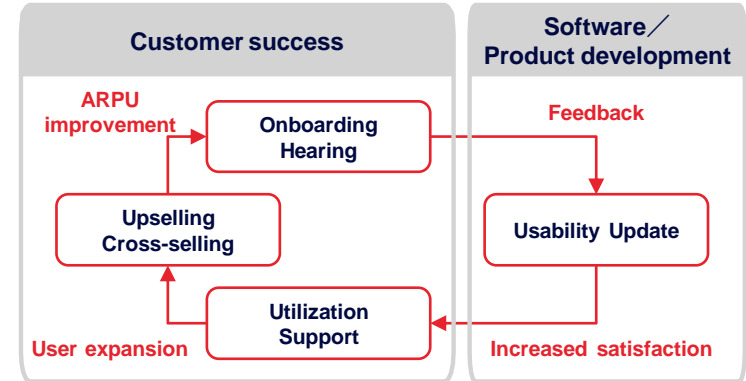 Customer success
Software／
Product development
ARPU
improvement
Onboarding
Hearing
Feedback
Upselling
Cross-selling
Usability Update
Utilization
Support
User expansion
Increased satisfaction